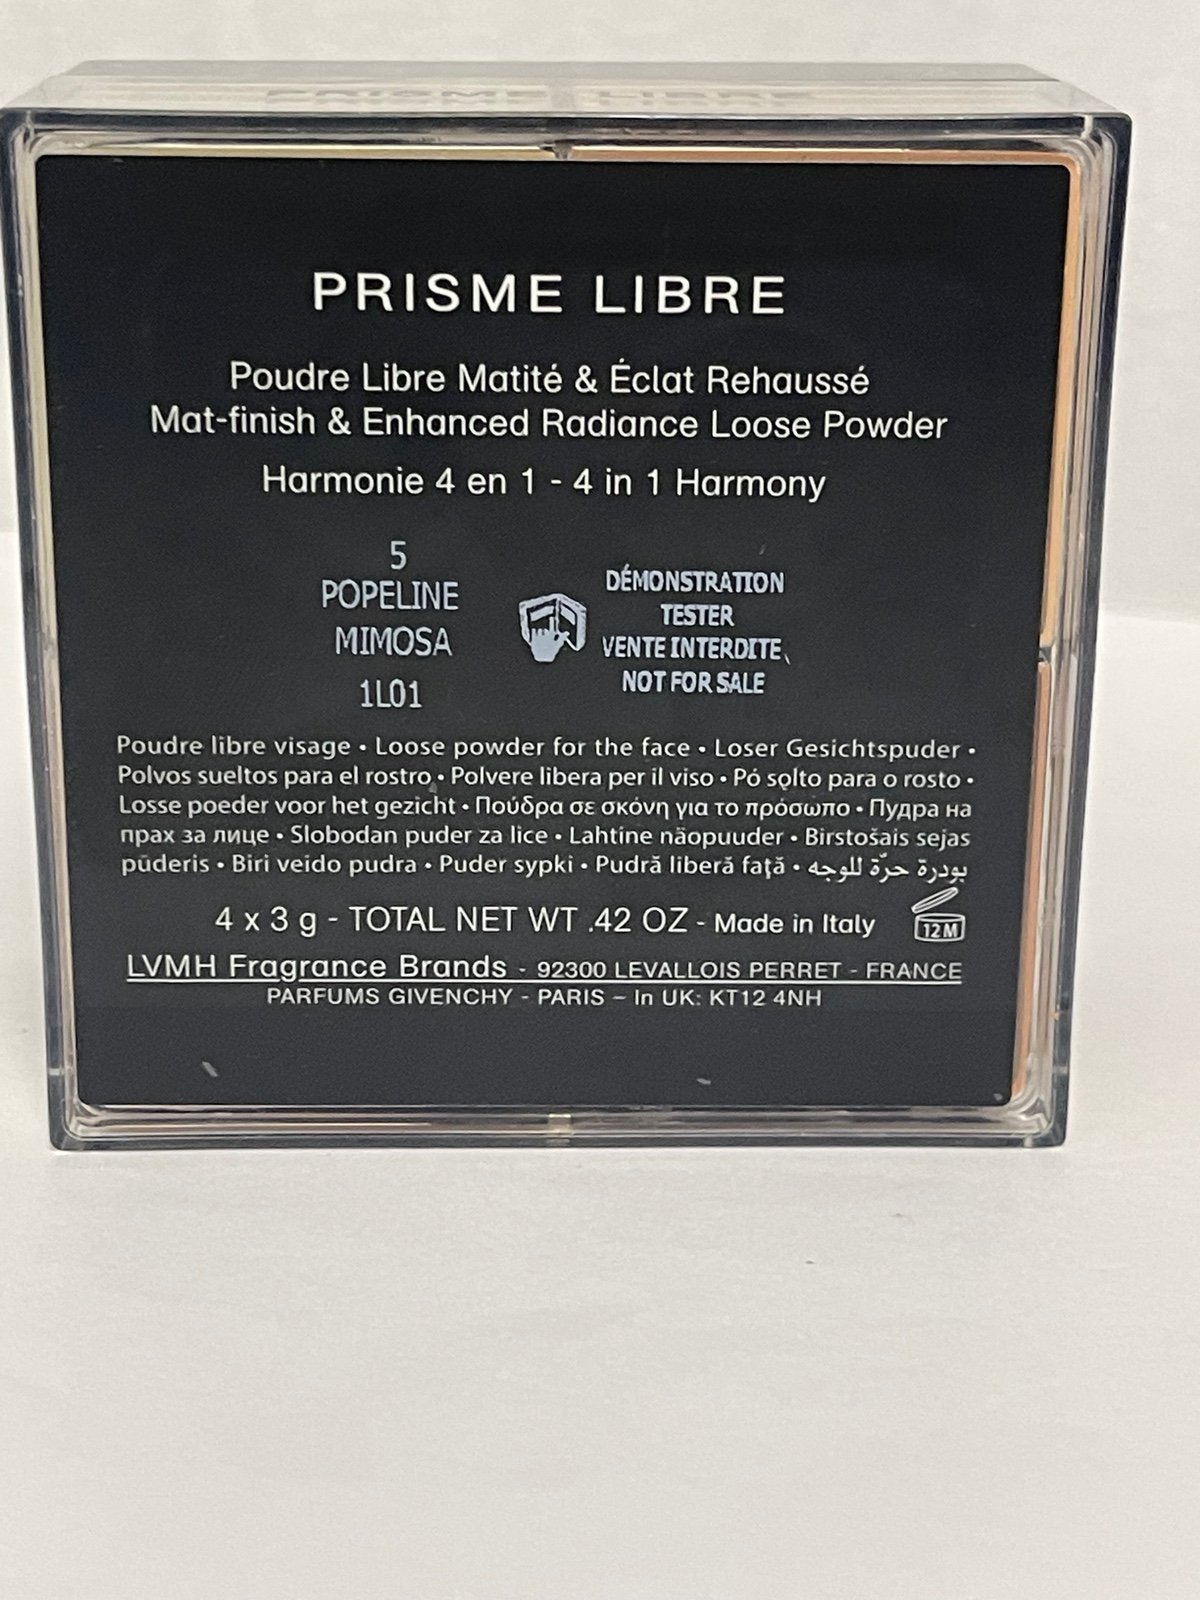 PRISME LIBRE
Poudre Libre Matité & Éclat Rehaussé
Mat-finish & Enhanced Radiance Loose Powder
Harmonie 4 en 1 - 4 in 1 Harmony
5
POPELINE
MIMOSA
1L01
DÉMONSTRATION
TESTER
VENTE INTERDITE
NOT FOR SALE
Poudre libre visage • Loose powder for the face • Loser Gesichtspuder •
Polvos sueltos para el rostro • Polvere libera per il viso • Pó solto para o rosto •
Losse poeder voor het gezicht • Πούδρα σε σκόνη για το πρόσωπο • Пудра на
прах за лице • Slobodan puder za lice • Lahtine näopuuder • Birstošais sejas
pūderis • Biri veido pudra • Puder sypki • Pudră liberă faţă • بودرة حرّة للوجه
4 x 3 g - TOTAL NET WT .42 OZ - Made in Italy
12M
LVMH Fragrance Brands - 92300 LEVALLOIS PERRET - FRANCE
PARFUMS GIVENCHY - PARIS – In UK: KT12 4NH